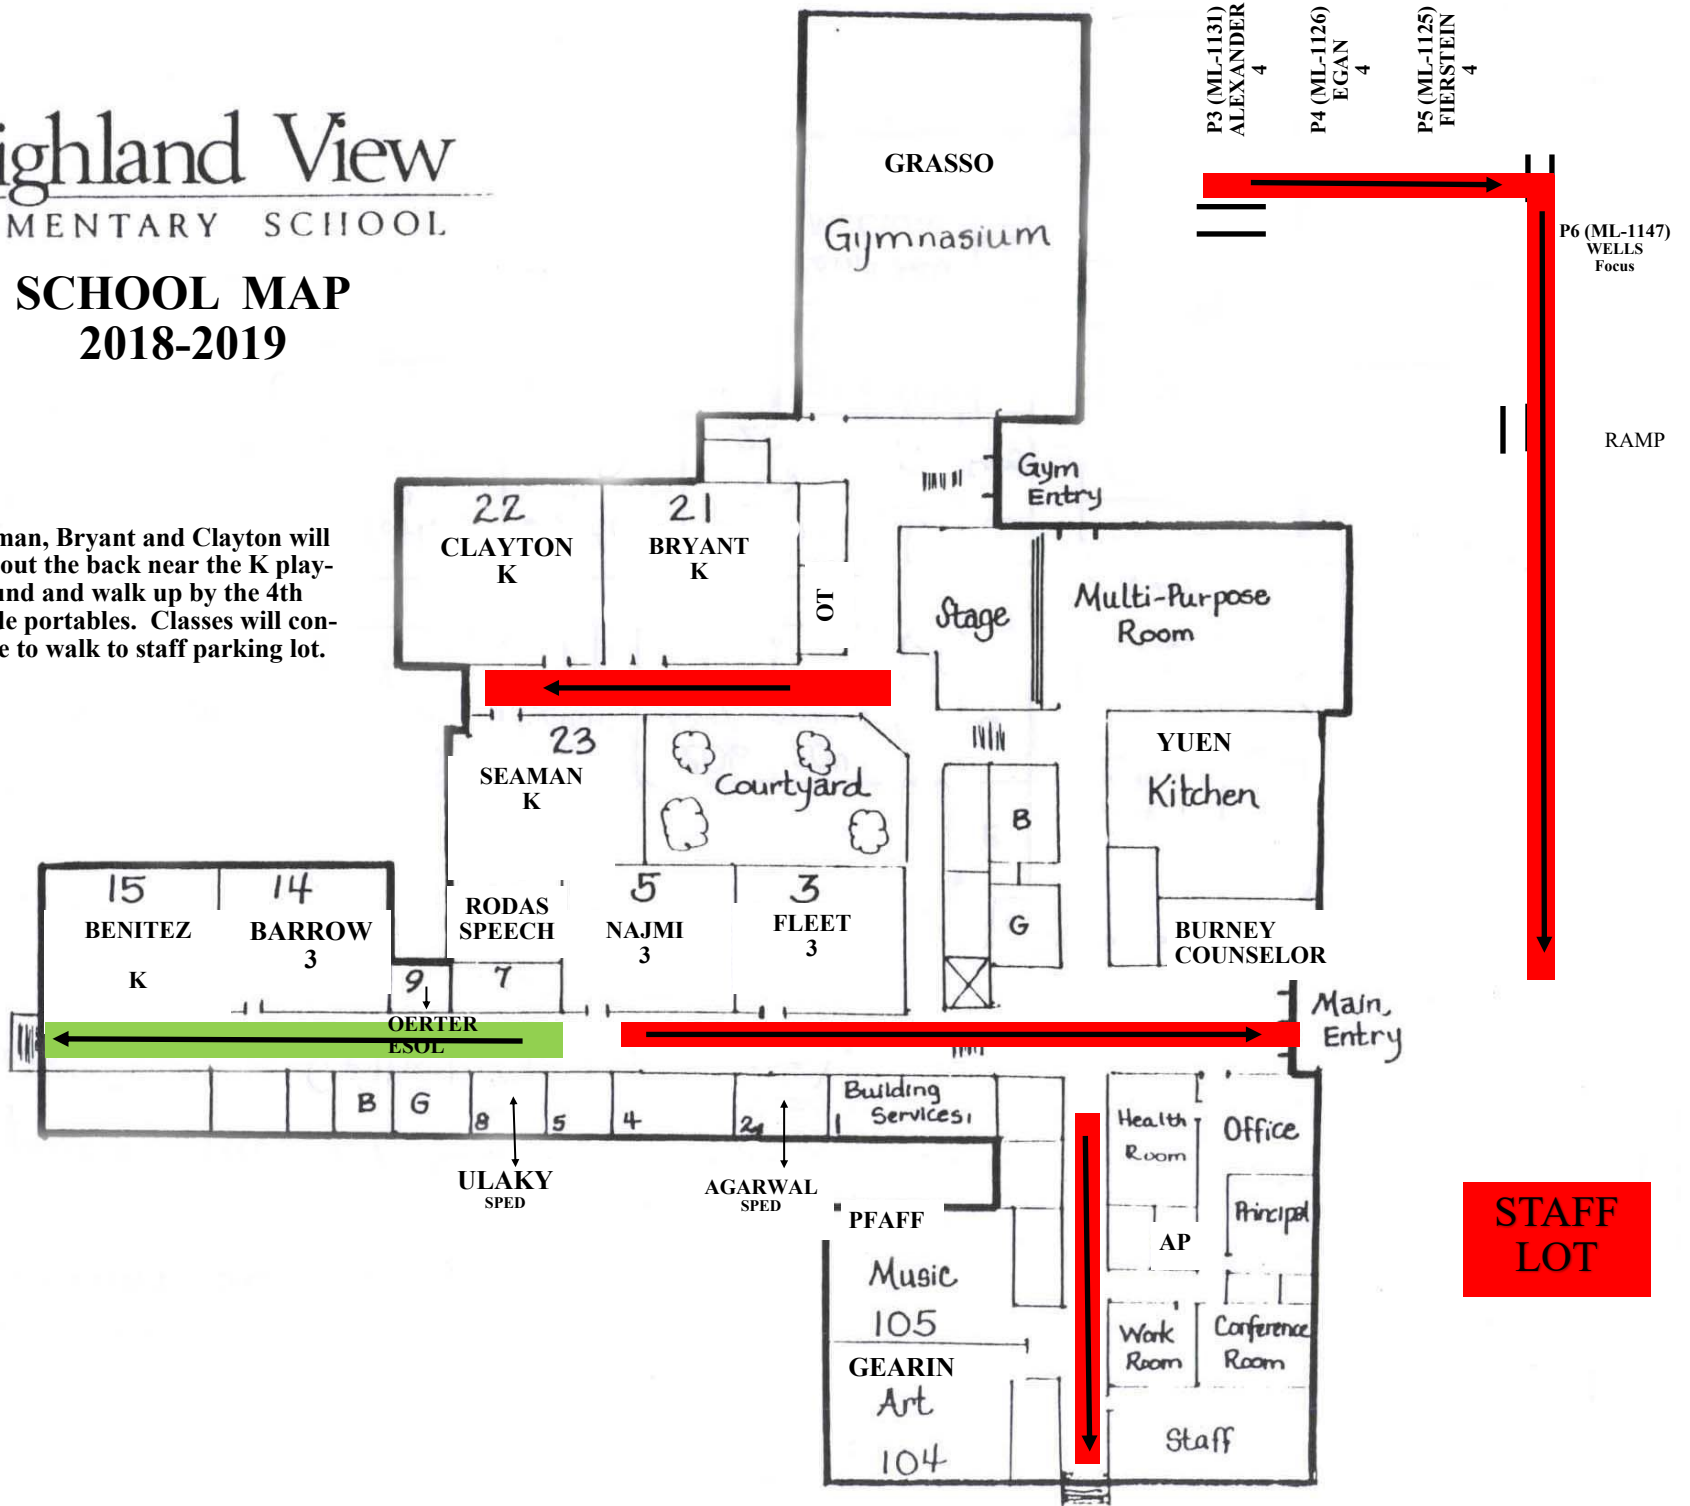 P3 (ML-1131)
ALEXANDER
4
P4 (ML-1126)
EGAN
4
P5 (ML-1125)
FIERSTEIN
4
ighland View
MENTARY SCHOOL
SCHOOL MAP
2018-2019
GRASSO
Gymnasium
P6 (ML-1147)
WELLS
Focus
RAMP
Gym
Entry
man, Bryant and Clayton will
out the back near the K play-
und and walk up by the 4th
le portables. Classes will con-
e to walk to staff parking lot.
22
CLAYTON
K
21
BRYANT
K
OT
Stage
Multi-Purpose
Room
23
SEAMAN
K
Courtyard
YUEN
Kitchen
B
G
15
BENITEZ
K
14
BARROW
3
9
RODAS
SPEECH
7
5
NAJMI
3
3
FLEET
3
BURNEY
COUNSELOR
OERTER
ESOL
Main
Entry
B
G
8
5
4
2
1
Building
Services
Health
Room
Office
ULAKY
SPED
AGARWAL
SPED
Principal
AP
PFAFF
Music
105
GEARIN
Art
104
Work
Room
Conference
Room
Staff
STAFF
LOT